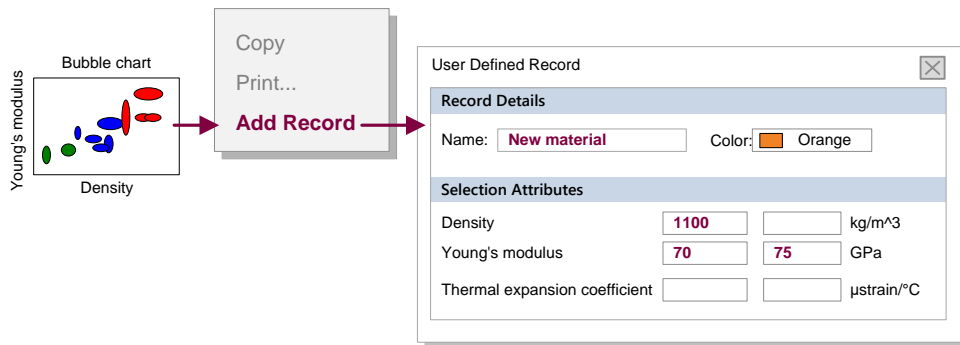 Bubble chart
Young's modulus
Density
Copy
Print...
Add Record
User Defined Record
Record Details
Name: New material Color: Orange
Selection Attributes
Density 1100 kg/m^3
Young's modulus 70 75 GPa
Thermal expansion coefficient µstrain/°C